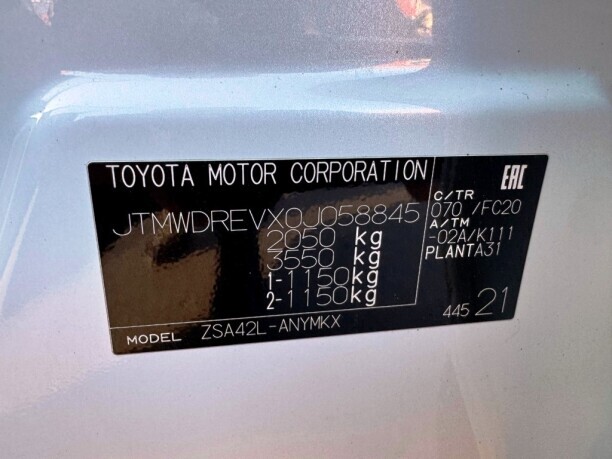 TOYOTA MOTOR CORPORATION
EAC
JTMWDREVX0J058845
2050 kg
3550 kg
1-1150kg
2-1150kg
C/TR
070 /FC20
A/TM
-02A/K111
PLANTA31
MODEL ZSA42L-ANYMKX
445 21